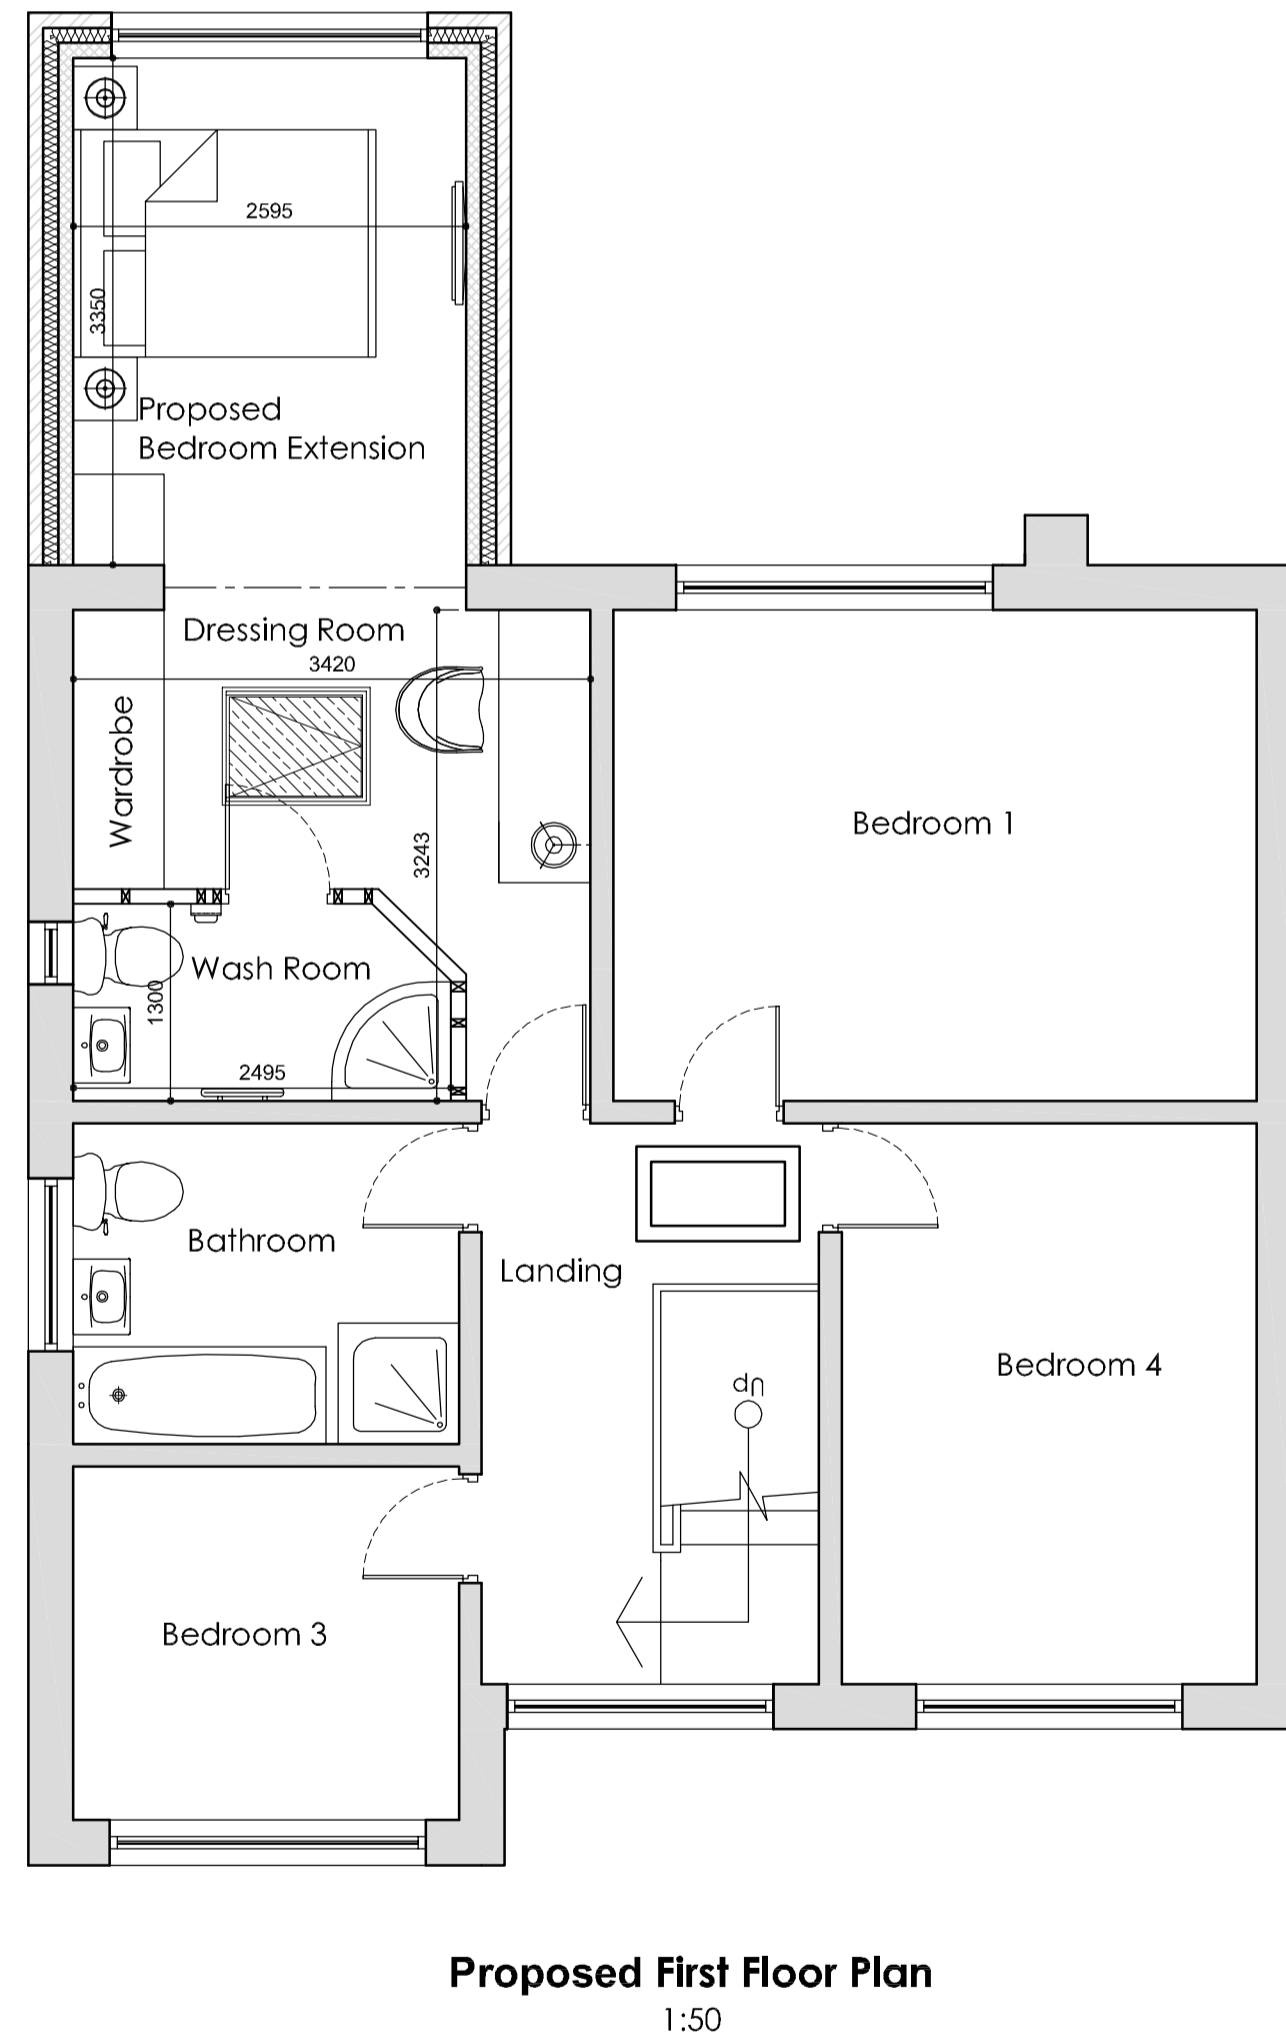 2595
3350
Proposed
Bedroom Extension
Dressing Room
3420
Wardrobe
Bedroom 1
3243
Wash Room
1300
2495
Bathroom
Landing
Bedroom 4
Up
Bedroom 3
Proposed First Floor Plan
1:50